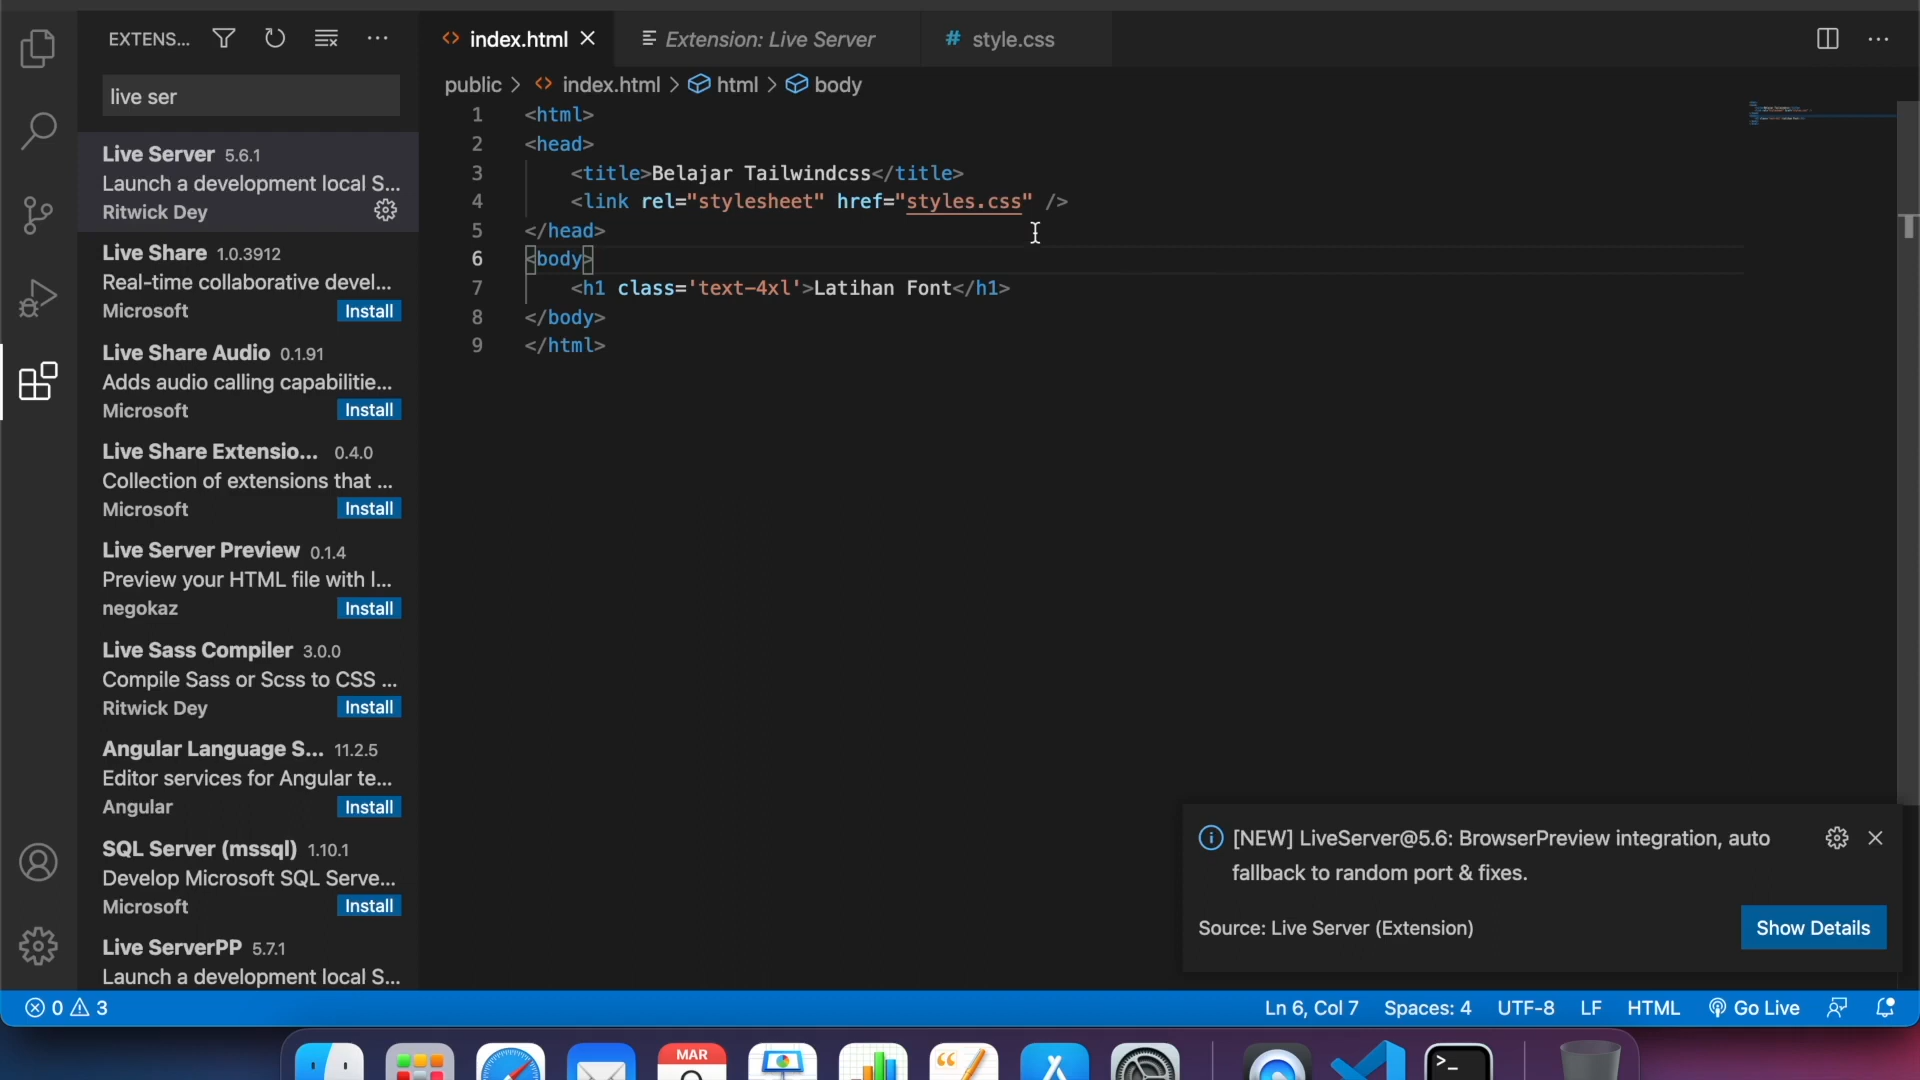 EXTENS...
live ser
Live Server 5.6.1
Launch a development local S...
Ritwick Dey
Live Share 1.0.3912
Real-time collaborative devel...
Microsoft Install
Live Share Audio 0.1.91
Adds audio calling capabilitie...
Microsoft Install
Live Share Extensio... 0.4.0
Collection of extensions that ...
Microsoft Install
Live Server Preview 0.1.4
Preview your HTML file with l...
negokaz Install
Live Sass Compiler 3.0.0
Compile Sass or Scss to CSS ...
Ritwick Dey Install
Angular Language S... 11.2.5
Editor services for Angular te...
Angular Install
SQL Server (mssql) 1.10.1
Develop Microsoft SQL Serve...
Microsoft Install
Live ServerPP 5.7.1
Launch a development local S...
index.html Extension: Live Server # style.css
public > index.html > html > body
1 <html>
2 <head>
3 <title>Belajar Tailwindcss</title>
4 <link rel="stylesheet" href="styles.css" />
5 </head>
6 <body>
7 <h1 class='text-4xl'>Latihan Font</h1>
8 </body>
9 </html>
[NEW] LiveServer@5.6: BrowserPreview integration, auto
fallback to random port & fixes.
Source: Live Server (Extension) Show Details
0 3 Ln 6, Col 7 Spaces: 4 UTF-8 LF HTML Go Live
MAR